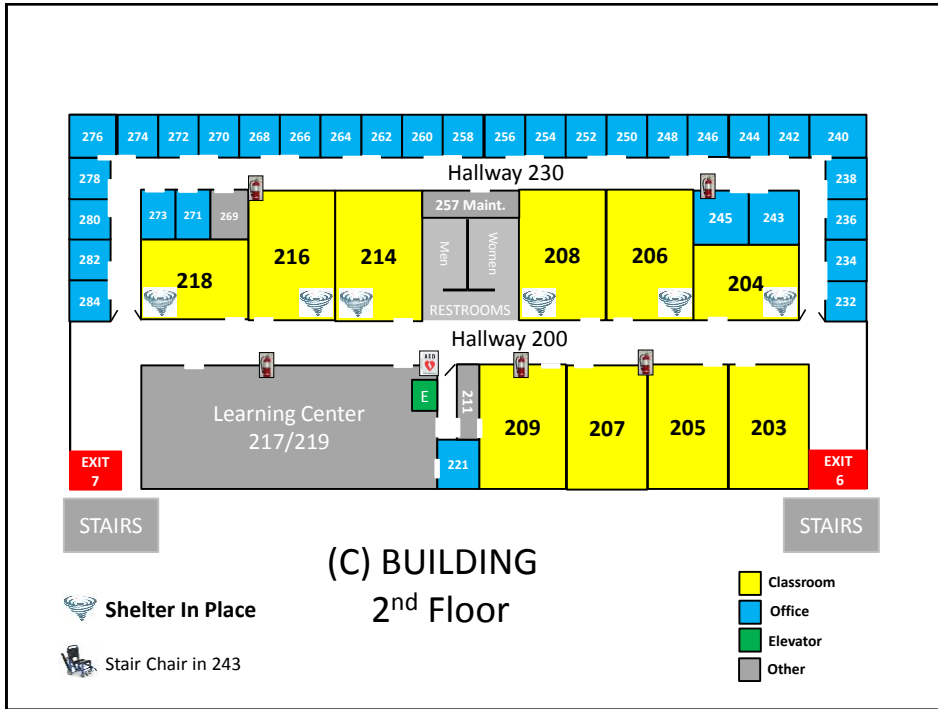 276 274 272 270 268 266 264 262 260 258 256 254 252 250 248 246 244 242 240
Hallway 230
278
238
280
273 271 269
257 Maint.
245 243
236
282
218
216
214
Men
Women
208
206
204
234
284
RESTROOMS
232
Hallway 200
AED
E
211
Learning Center
217/219
209
207
205
203
221
EXIT
7
EXIT
6
STAIRS
STAIRS
(C) BUILDING
2nd Floor
Shelter In Place
Stair Chair in 243
Classroom
Office
Elevator
Other